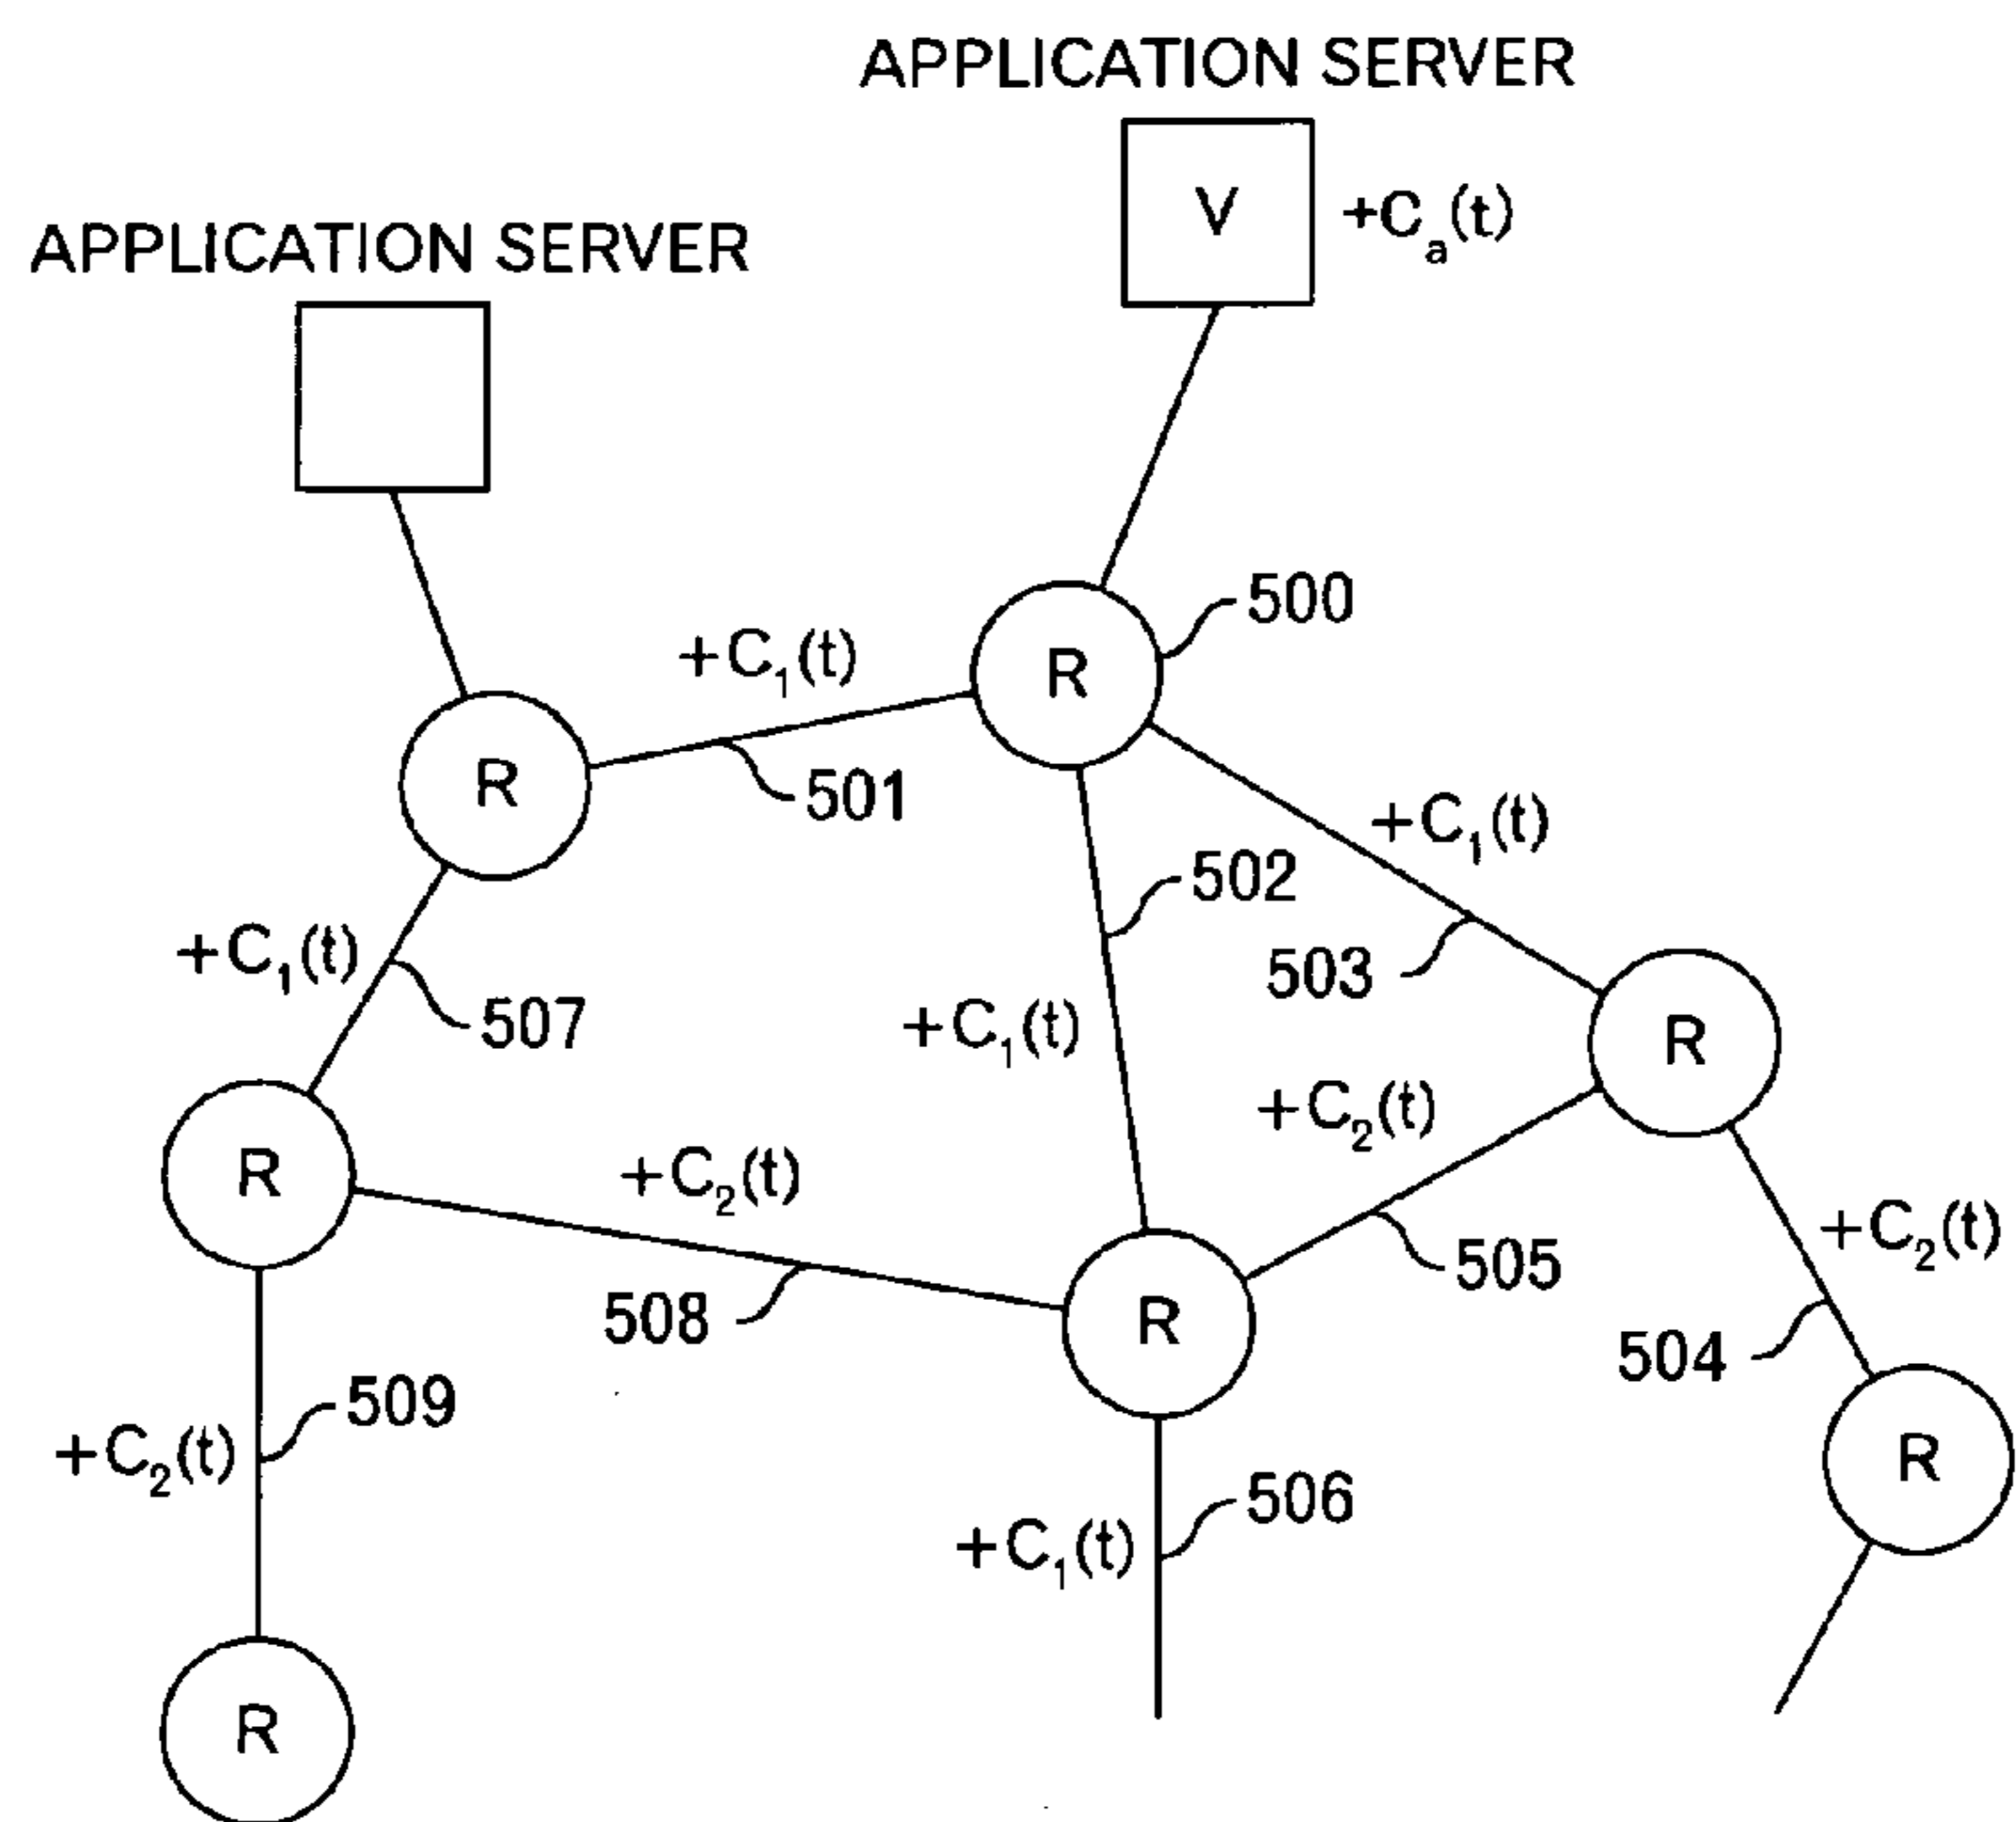 APPLICATION SERVER
V
+Ca(t)
APPLICATION SERVER
500
R
+C1(t)
R
501
+C1(t)
502
503
+C1(t)
507
+C1(t)
R
+C2(t)
R
+C2(t)
+C2(t)
505
508
R
504
509
+C2(t)
R
506
+C1(t)
R